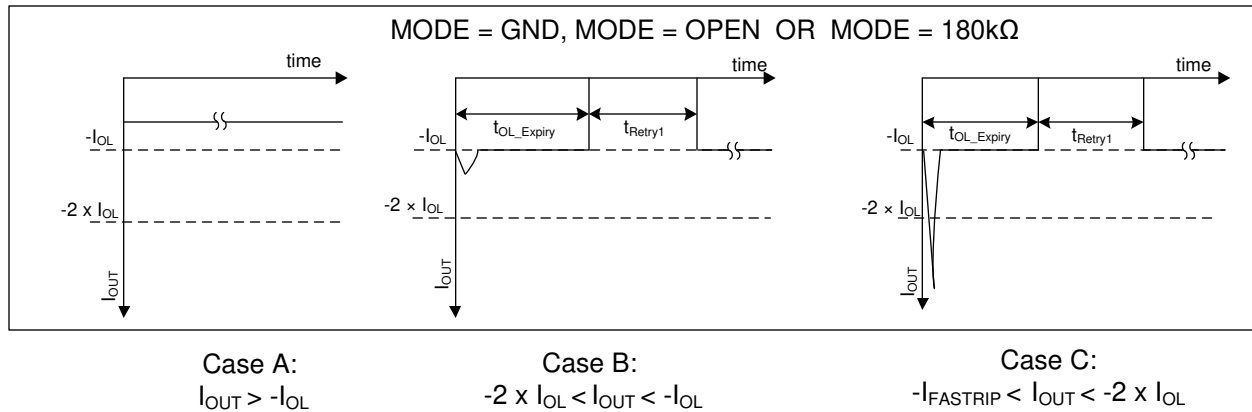 MODE = GND, MODE = OPEN OR MODE = 180kΩ
time
-IOL
-2 x IOL
IOUT
time
-IOL
tOL_Expiry
tRetry1
-2 × IOL
IOUT
time
-IOL
tOL_Expiry
tRetry1
-2 × IOL
IOUT
Case A:
IOUT > -IOL
Case B:
-2 x IOL < IOUT < -IOL
Case C:
-IFASTRIP < IOUT < -2 x IOL